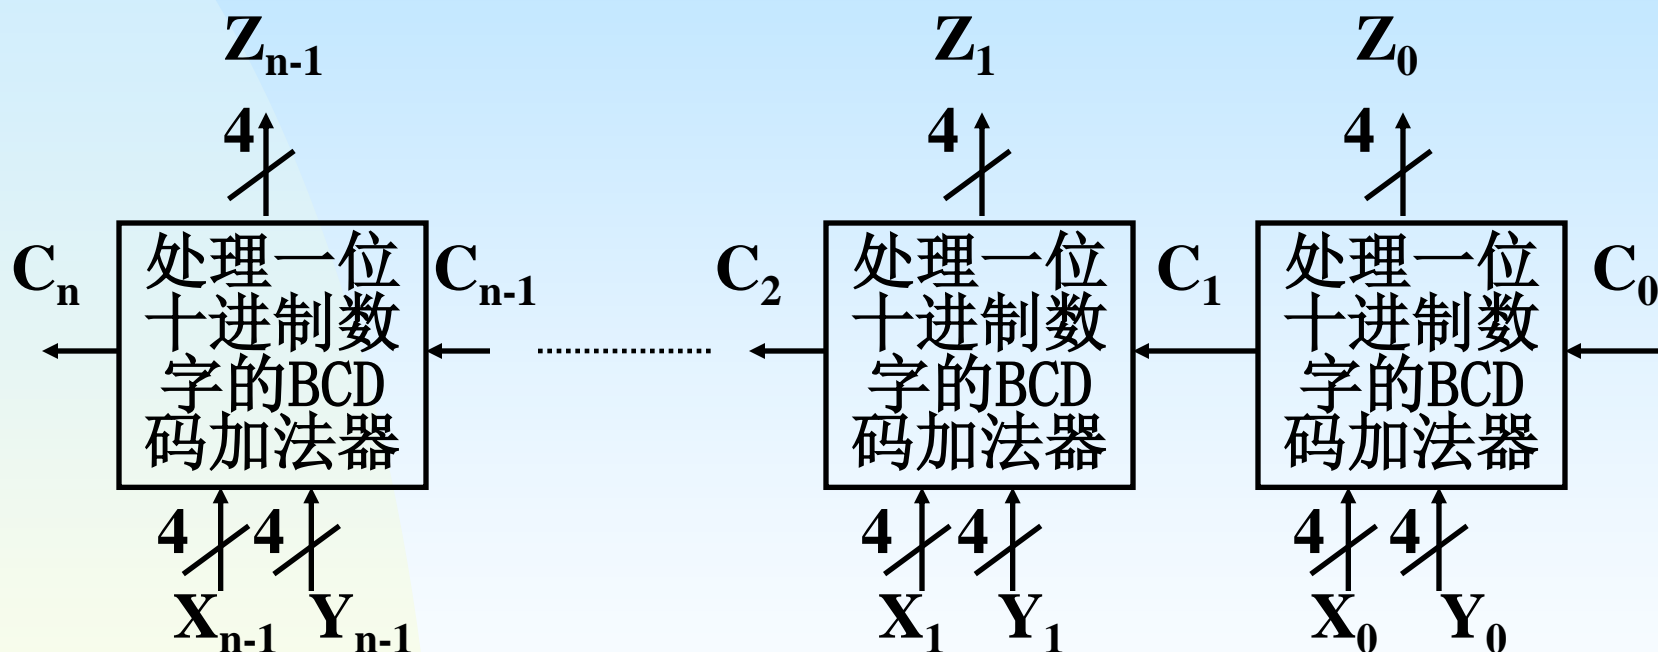 Zn-1 Z1 Z0
4 4 4
Cn 处理一位 Cn-1 C2 处理一位 C1 处理一位 C0
十进制数 十进制数 十进制数
字的BCD 字的BCD 字的BCD
码加法器 码加法器 码加法器
4 4 4 4 4 4
Xn-1 Yn-1 X1 Y1 X0 Y0